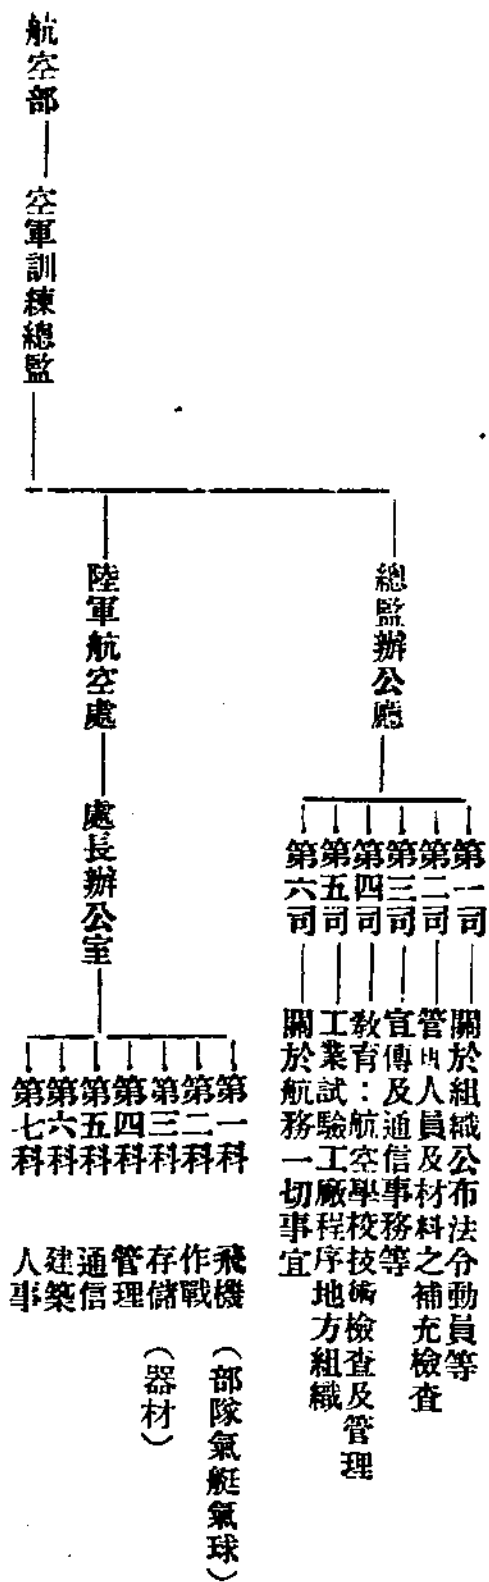 航空部
空軍訓練總監
總監辦公廳
第一司 關於組織公布法令動員等
第二司 管理人員及材料之補充檢查
第三司 宣傳及通信事務等
第四司 教育：航空學校技術檢查及管理
第五司 工業試驗工廠程序地方組織
第六司 關於航務一切事宜
陸軍航空處
處長辦公室
第一科 飛機（部隊氣艇氣球）
第二科 作戰
第三科 存儲（器材）
第四科 管理
第五科 通信
第六科 建築
第七科 人事